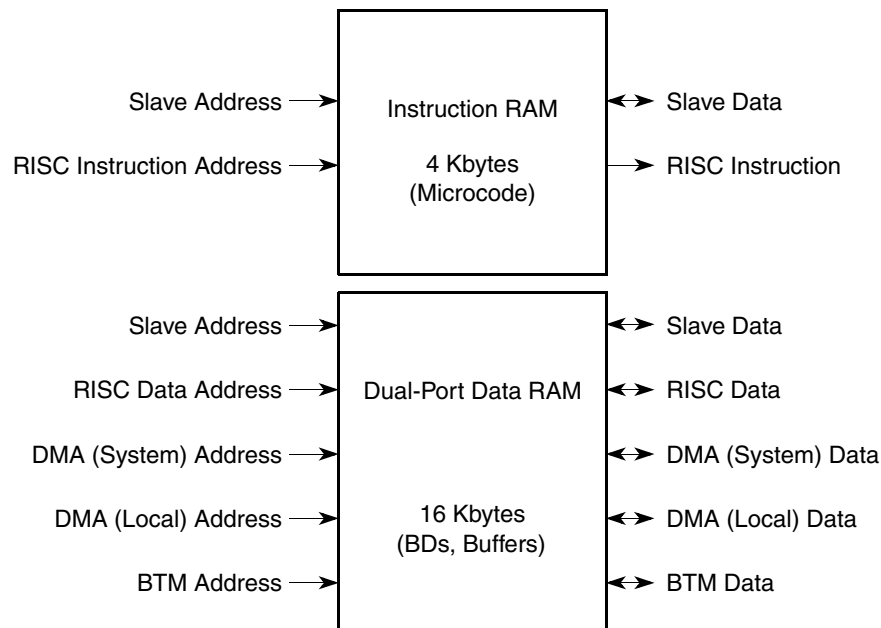 Slave Address
Instruction RAM
Slave Data
RISC Instruction Address
4 Kbytes
(Microcode)
RISC Instruction
Slave Address
Slave Data
RISC Data Address
Dual-Port Data RAM
RISC Data
DMA (System) Address
DMA (System) Data
DMA (Local) Address
16 Kbytes
(BDs, Buffers)
DMA (Local) Data
BTM Address
BTM Data